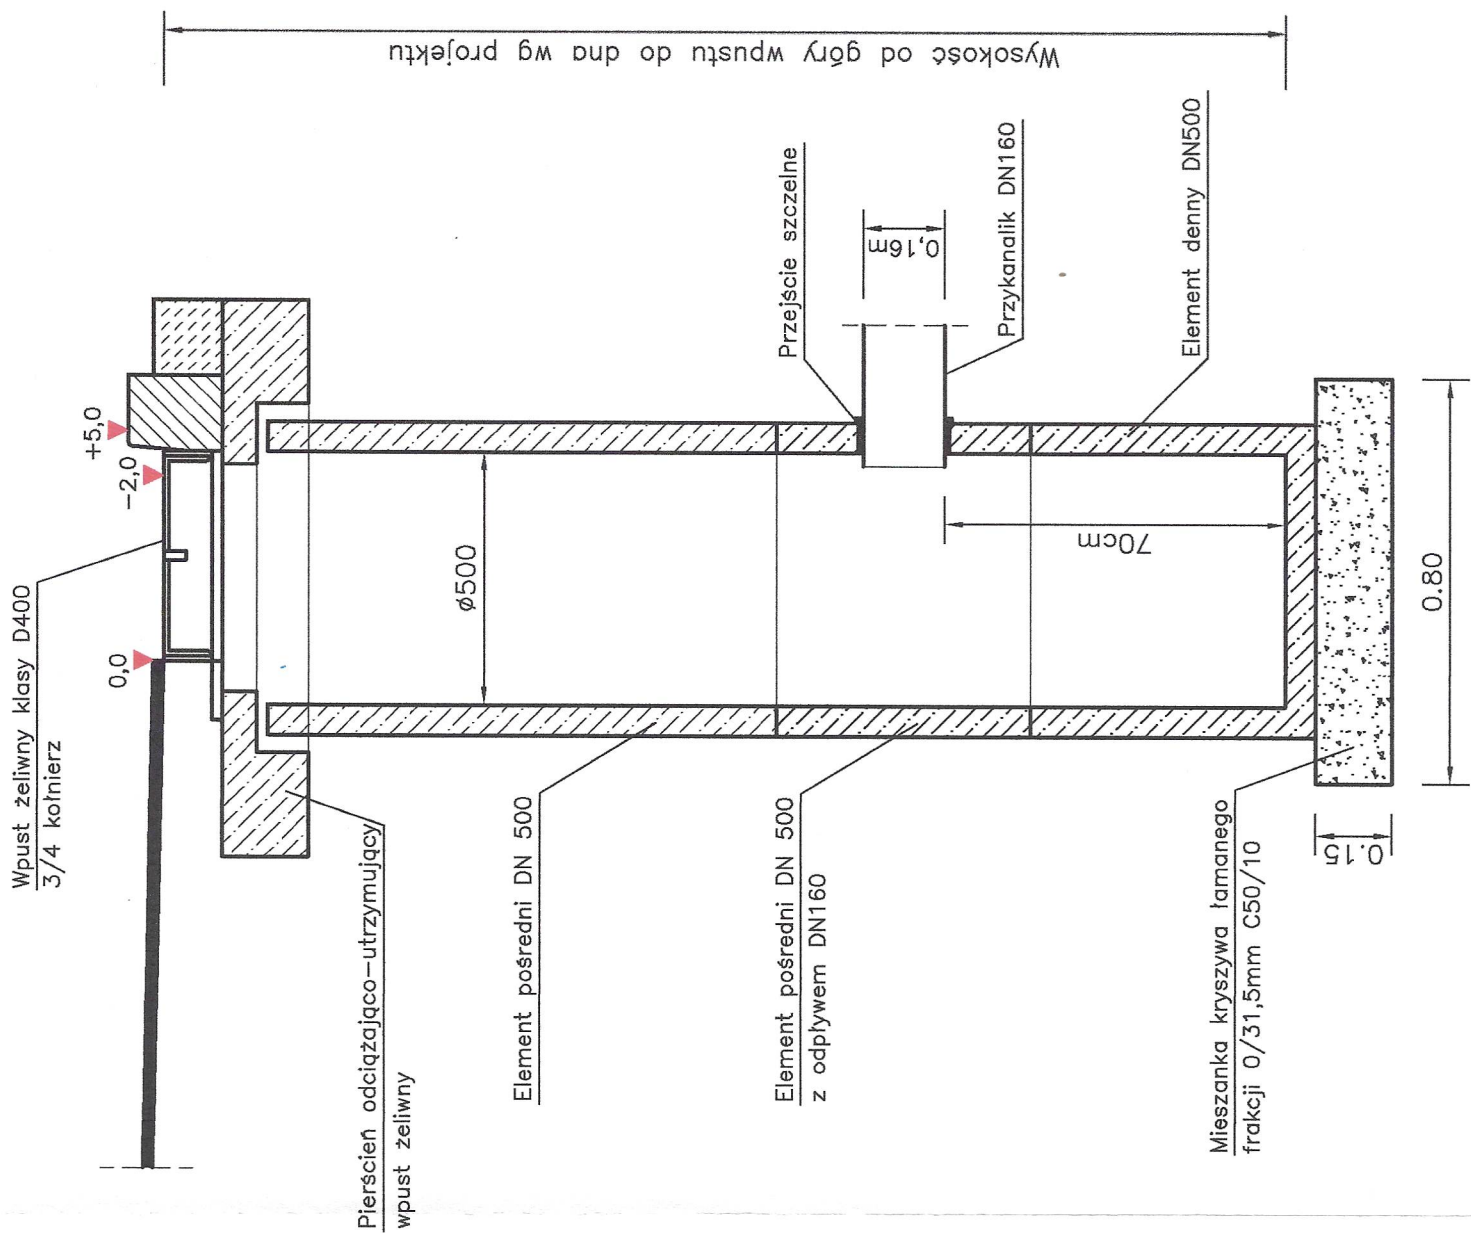 Wpust żeliwny klasy D400
3/4 kołnierz
0,0
-2,0
+5,0
Wysokość od góry wpustu do dna wg projektu
Pierścień odciążająco-utrzymujący
wpust żeliwny
ø500
Element pośredni DN 500
Element pośredni DN 500
z odpływem DN160
Przejście szczelne
0,16m
Przykanalik DN160
Element denny DN500
70cm
Mieszanka kryszywa łamanego
frakcji 0/31,5mm C50/10
0.15
0.80